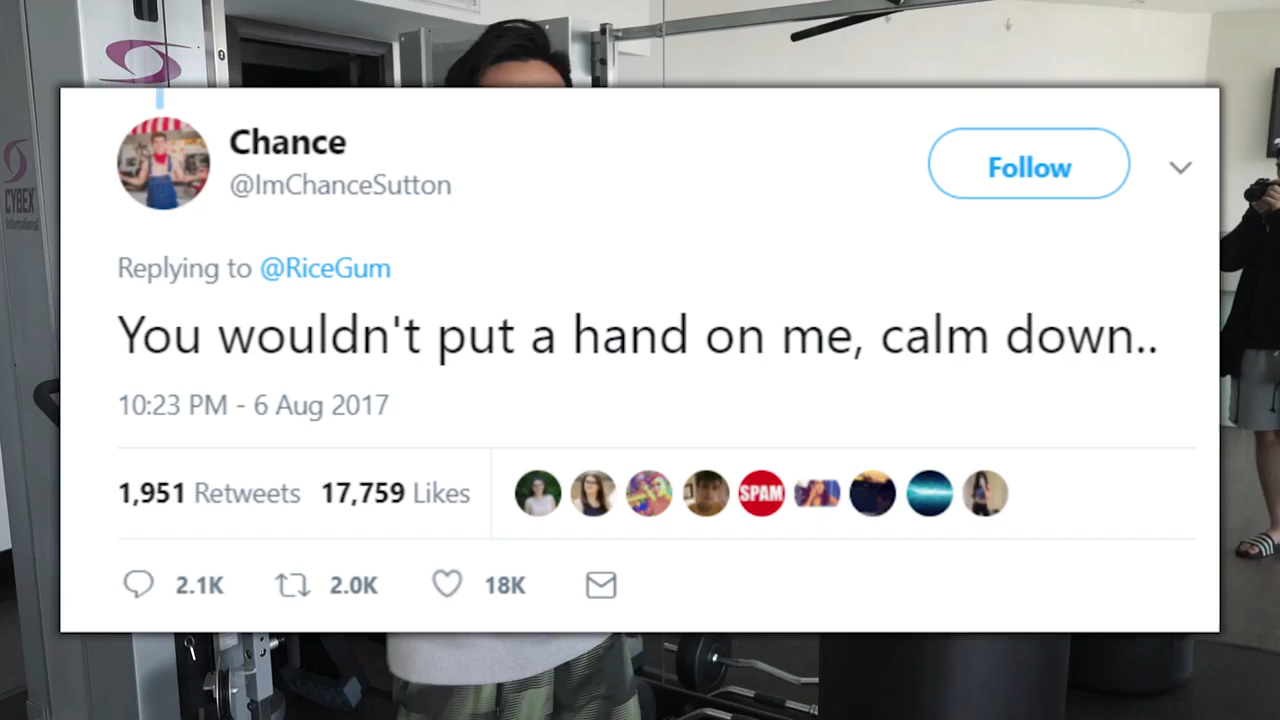 Chance
@ImChanceSutton
Follow
Replying to @RiceGum
You wouldn't put a hand on me, calm down..
10:23 PM - 6 Aug 2017
1,951 Retweets 17,759 Likes
SPAM
2.1K 2.0K 18K
CYBEX
International